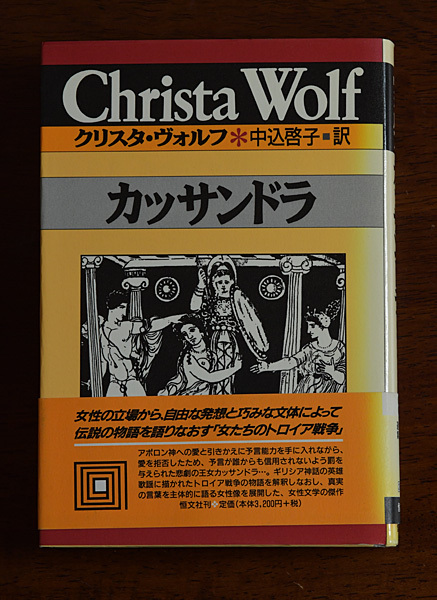 Christa Wolf
クリスタ・ヴォルフ＊中込啓子=訳
カッサンドラ
女性の立場から、自由な発想と巧みな文体によって
伝説の物語を語りなおす「女たちのトロイア戦争」
アポロン神への愛と引きかえに予言能力を手に入れながら、
愛を拒否したため、予言が誰からも信用されないよう罰を
与えられた悲劇の王女カッサンドラ…。ギリシア神話の英雄
歌謡に描かれたトロイア戦争の物語を解釈しなおし、真実
の言葉を主体的に語る女性像を展開した、女性文学の傑作
恒文社刊 定価(本体3,200円+税)